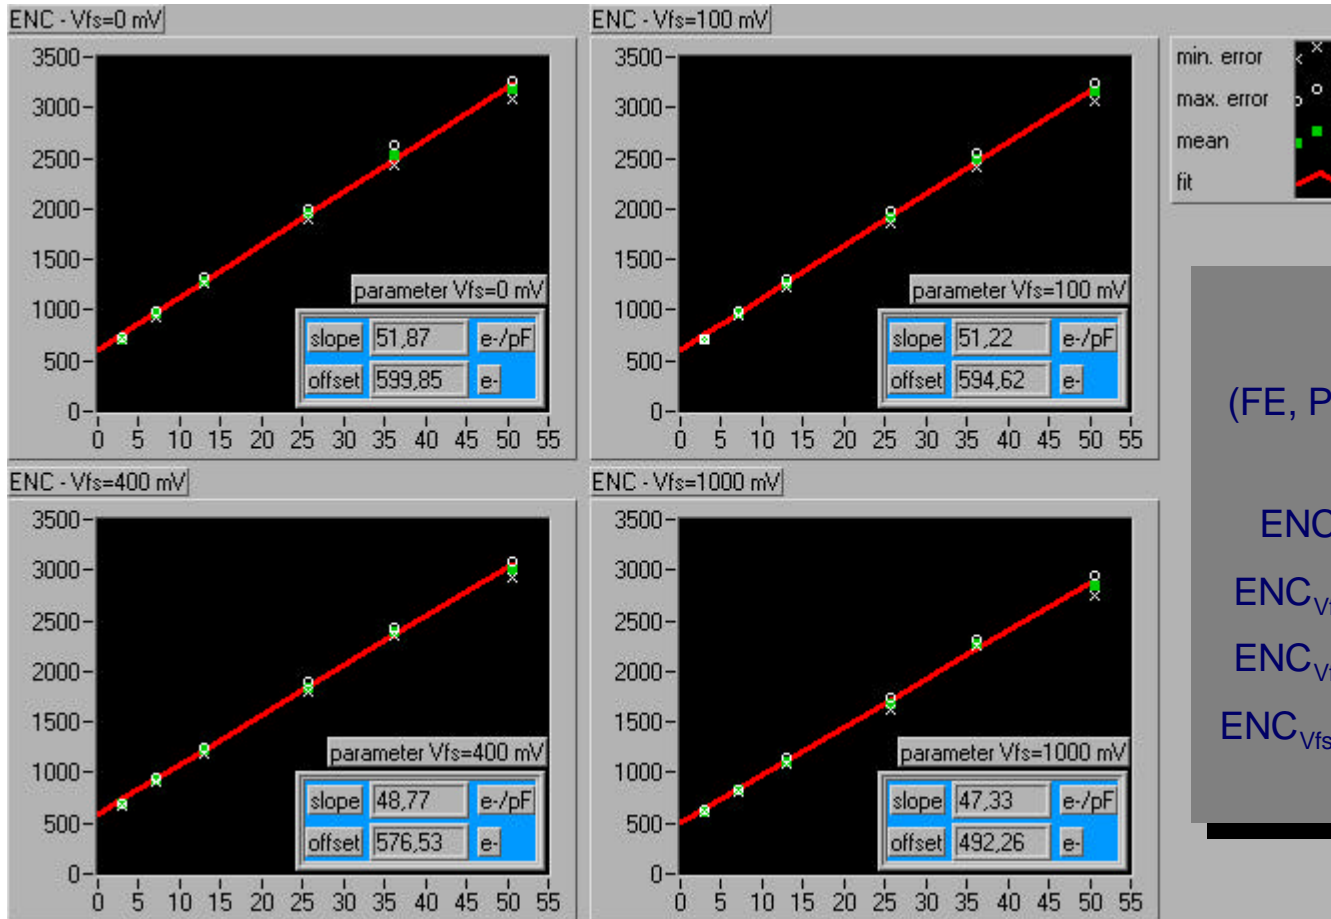 ENC - Vfs=0 mV
3500
3000
2500
2000
1500
1000
500
0
0 5 10 15 20 25 30 35 40 45 50 55
parameter Vfs=0 mV
slope 51,87 e-/pF
offset 599,85 e-
ENC - Vfs=100 mV
3500
3000
2500
2000
1500
1000
500
0
0 5 10 15 20 25 30 35 40 45 50 55
parameter Vfs=100 mV
slope 51,22 e-/pF
offset 594,62 e-
min. error
max. error
mean
fit
ENC - Vfs=400 mV
3500
3000
2500
2000
1500
1000
500
0
0 5 10 15 20 25 30 35 40 45 50 55
parameter Vfs=400 mV
slope 48,77 e-/pF
offset 576,53 e-
ENC - Vfs=1000 mV
3500
3000
2500
2000
1500
1000
500
0
0 5 10 15 20 25 30 35 40 45 50 55
parameter Vfs=1000 mV
slope 47,33 e-/pF
offset 492,26 e-
(FE, P
ENC
ENCVf
ENCVf
ENCVfs